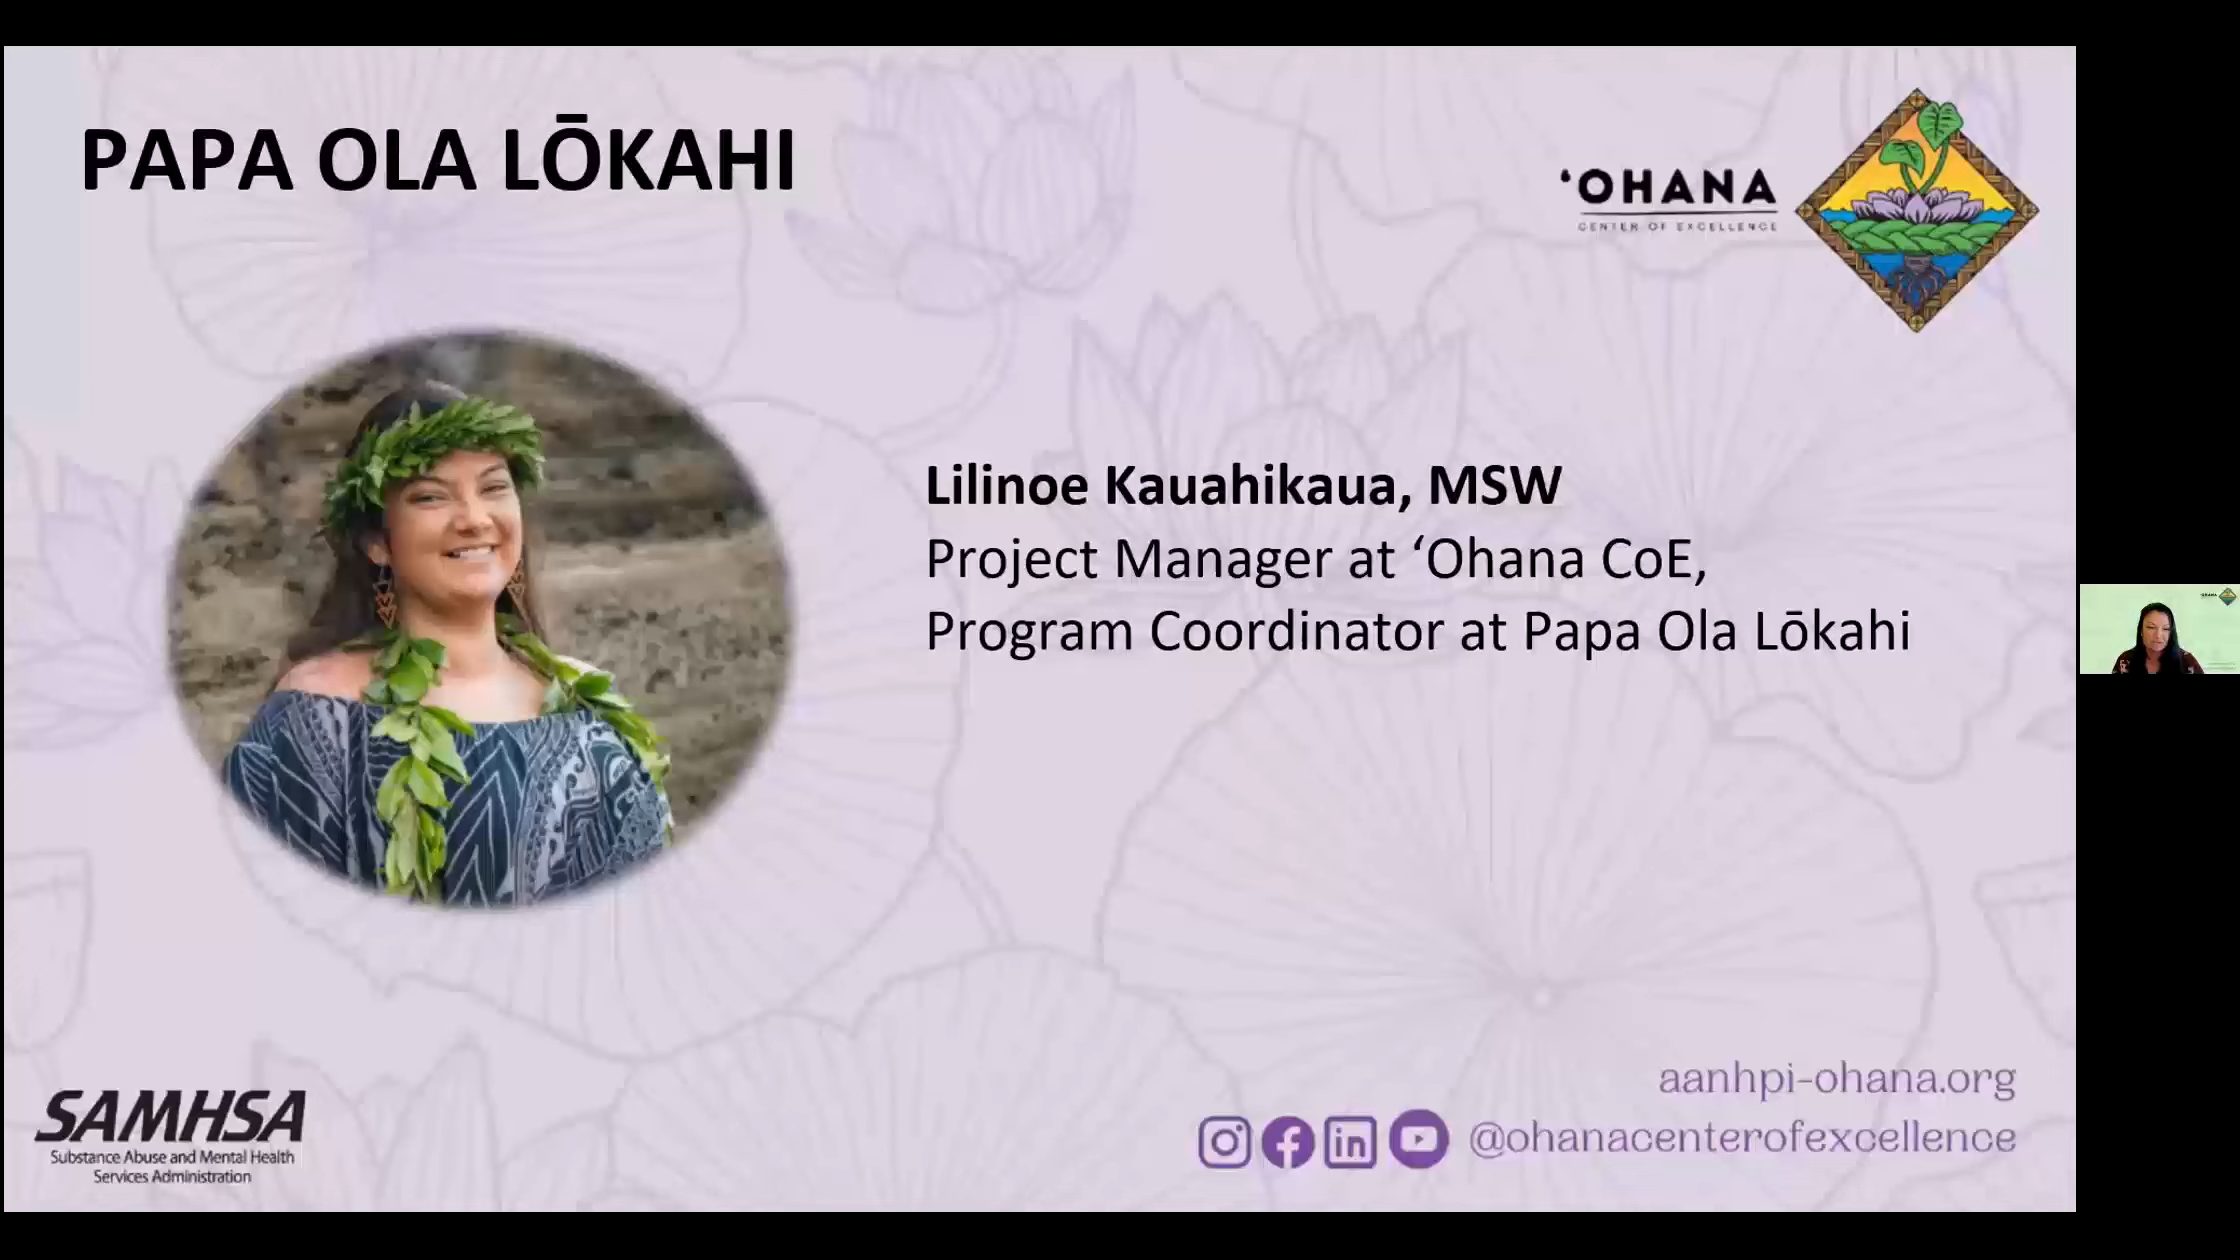 PAPA OLA LŌKAHI
‘OHANA
CENTER OF EXCELLENCE
Lilinoe Kauahikaua, MSW
Project Manager at ‘Ohana CoE,
Program Coordinator at Papa Ola Lōkahi
SAMHSA
Substance Abuse and Mental Health
Services Administration
aanhpi-ohana.org
@ohanacenterofexcellence